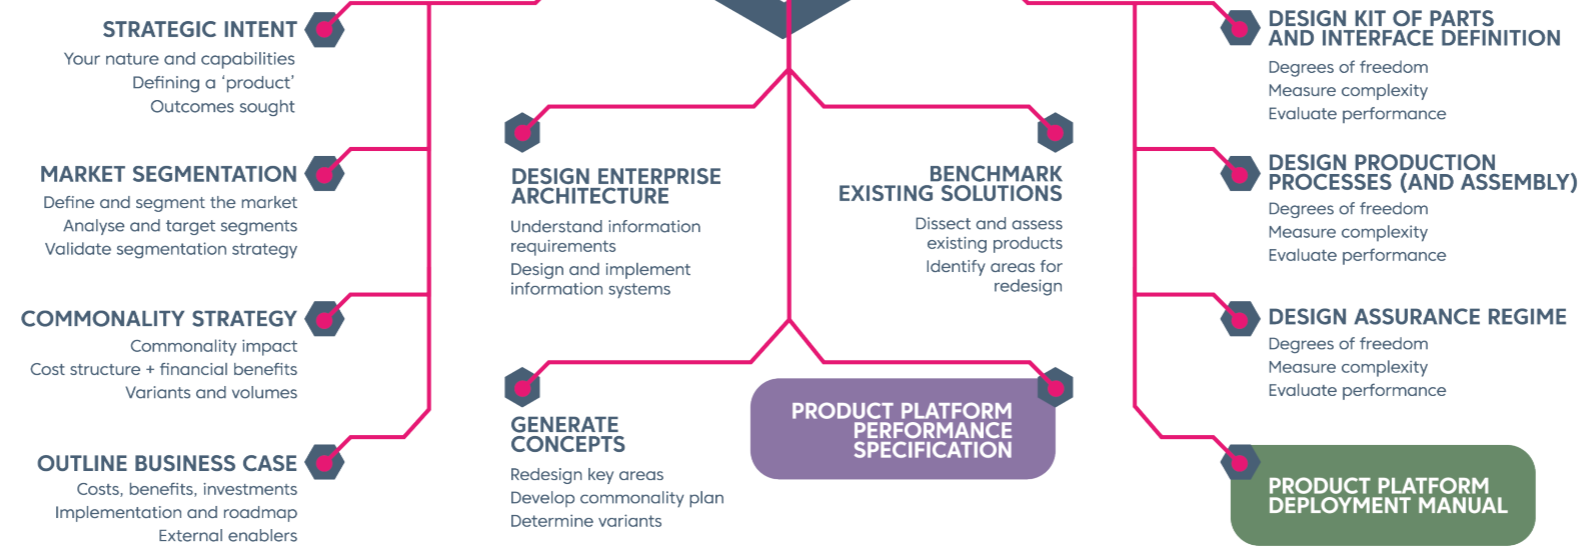 STRATEGIC INTENT
Your nature and capabilities
Defining a ‘product’
Outcomes sought
MARKET SEGMENTATION
Define and segment the market
Analyse and target segments
Validate segmentation strategy
COMMONALITY STRATEGY
Commonality impact
Cost structure + financial benefits
Variants and volumes
OUTLINE BUSINESS CASE
Costs, benefits, investments
Implementation and roadmap
External enablers
DESIGN ENTERPRISE
ARCHITECTURE
Understand information
requirements
Design and implement
information systems
GENERATE
CONCEPTS
Redesign key areas
Develop commonality plan
Determine variants
BENCHMARK
EXISTING SOLUTIONS
Dissect and assess
existing products
Identify areas for
redesign
PRODUCT PLATFORM
PERFORMANCE
SPECIFICATION
DESIGN KIT OF PARTS
AND INTERFACE DEFINITION
Degrees of freedom
Measure complexity
Evaluate performance
DESIGN PRODUCTION
PROCESSES (AND ASSEMBLY)
Degrees of freedom
Measure complexity
Evaluate performance
DESIGN ASSURANCE REGIME
Degrees of freedom
Measure complexity
Evaluate performance
PRODUCT PLATFORM
DEPLOYMENT MANUAL